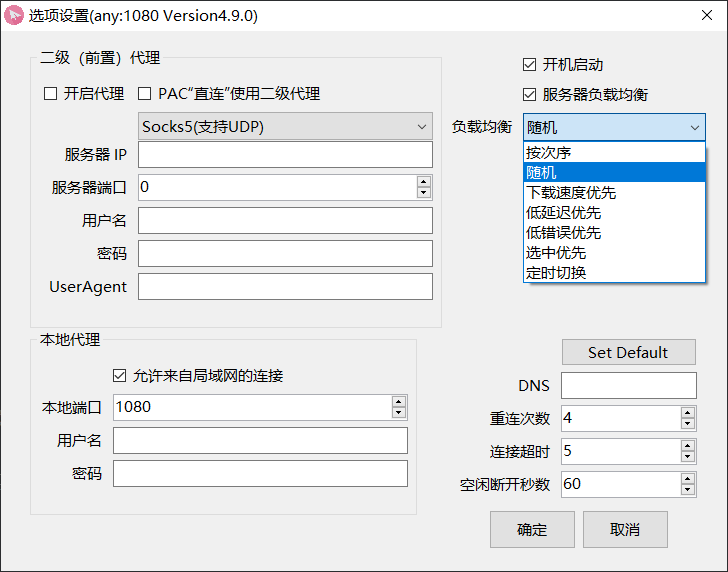 选项设置(any:1080 Version4.9.0)
二级（前置）代理
开启代理
PAC“直连”使用二级代理
Socks5(支持UDP)
服务器 IP
服务器端口
0
用户名
密码
UserAgent
开机启动
服务器负载均衡
负载均衡
随机
按次序
随机
下载速度优先
低延迟优先
低错误优先
选中优先
定时切换
本地代理
允许来自局域网的连接
本地端口
1080
用户名
密码
Set Default
DNS
重连次数
4
连接超时
5
空闲断开秒数
60
确定
取消